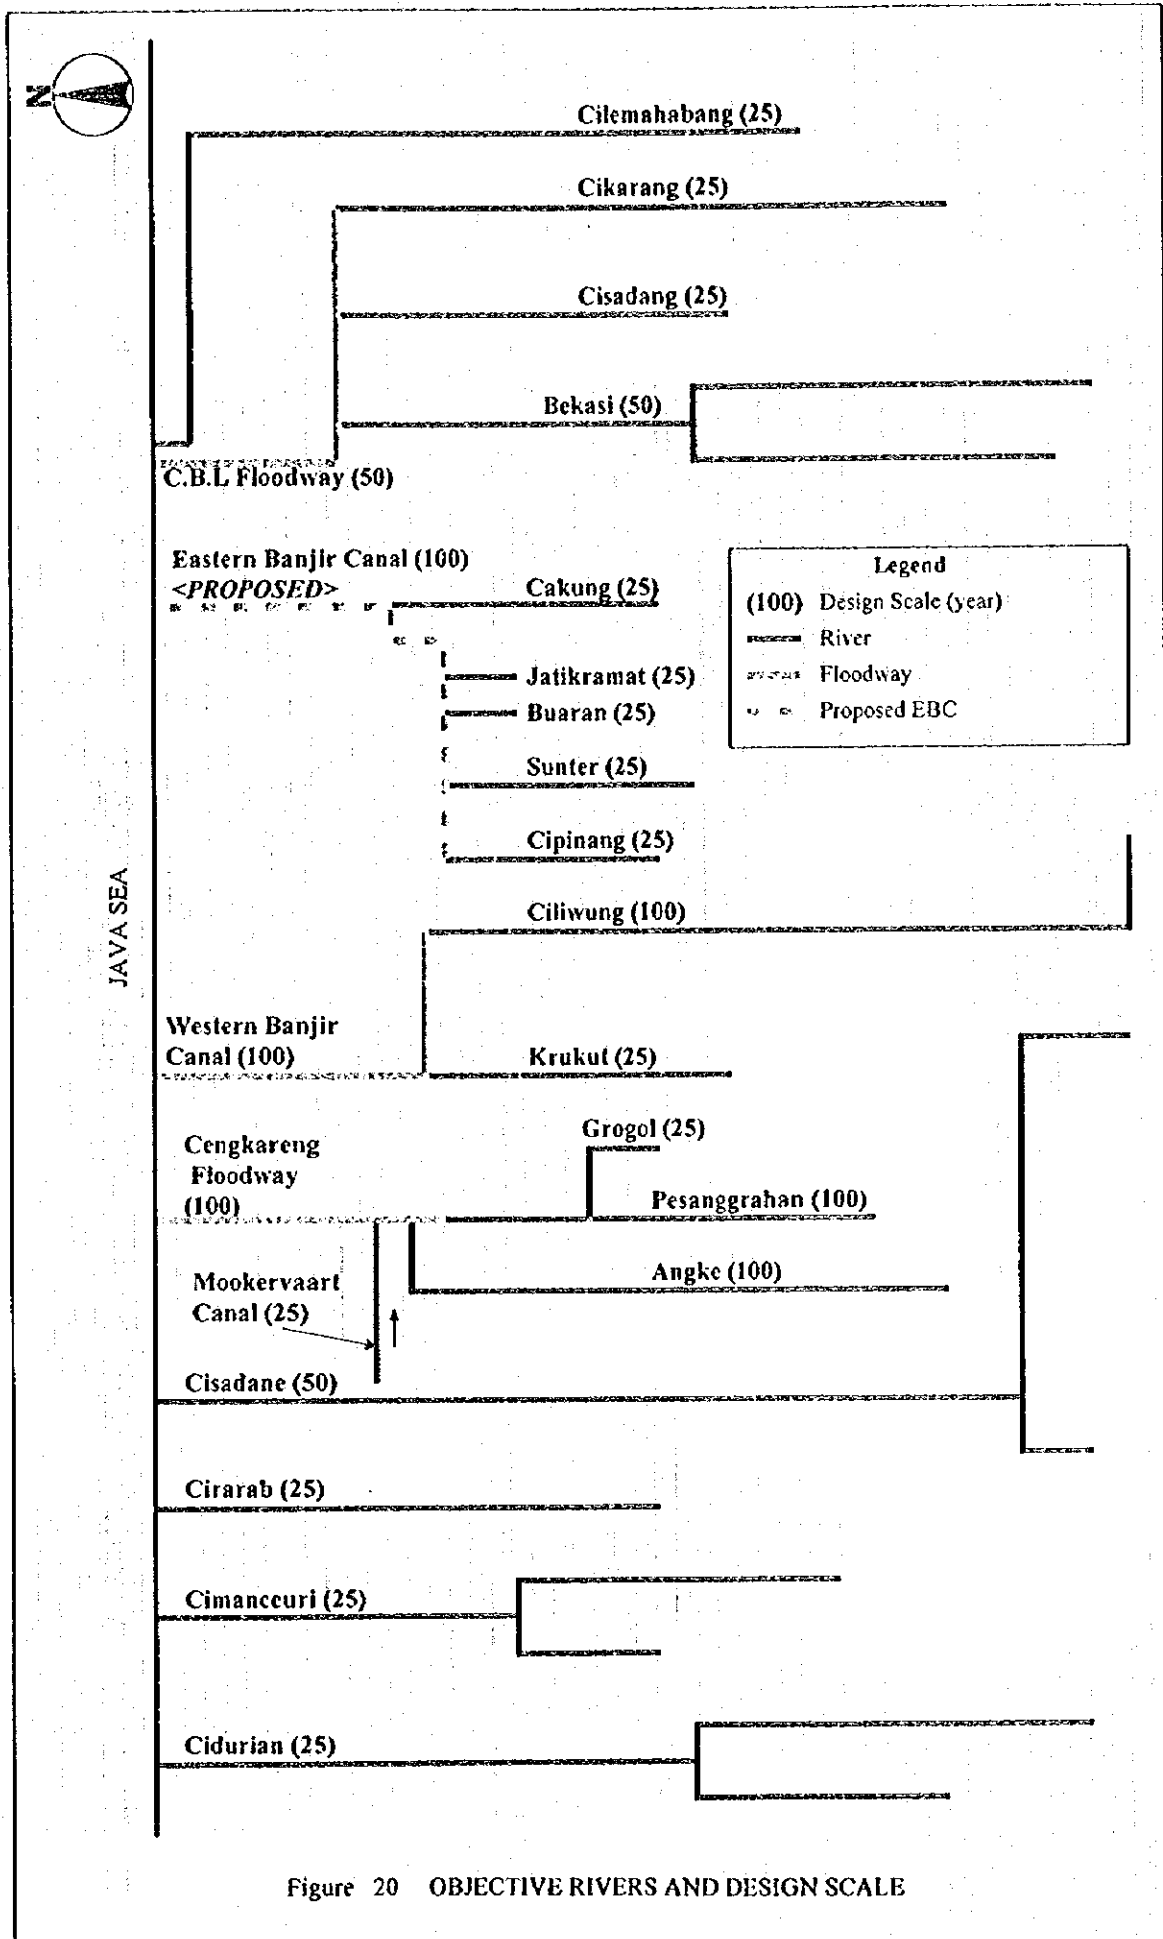 N
Cilemahabang (25)
Cikarang (25)
Cisadang (25)
Bekasi (50)
C.B.L Floodway (50)
Eastern Banjir Canal (100)
<PROPOSED>
Cakung (25)
Jatikramat (25)
Buaran (25)
Sunter (25)
Cipinang (25)
Legend
(100) Design Scale (year)
River
Floodway
Proposed EBC
JAVA SEA
Ciliwung (100)
Western Banjir
Canal (100)
Krukut (25)
Grogol (25)
Cengkareng
Floodway
(100)
Pesanggrahan (100)
Angke (100)
Mookervaart
Canal (25)
Cisadane (50)
Cirarab (25)
Cimanceuri (25)
Cidurian (25)
Figure 20 OBJECTIVE RIVERS AND DESIGN SCALE